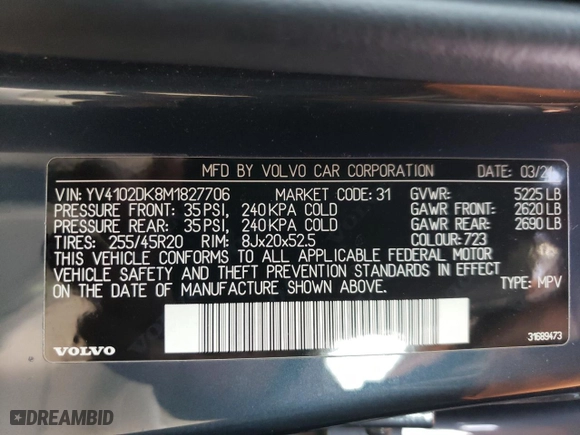 MFD BY VOLVO CAR CORPORATION DATE: 03/21
VIN: YV4102DK8M1827706 MARKET CODE: 31 GVWR: 5225 LB
PRESSURE FRONT: 35 PSI, 240 KPA COLD GAWR FRONT: 2620 LB
PRESSURE REAR: 35 PSI, 240 KPA COLD GAWR REAR: 2690 LB
TIRES: 255/45R20 RIM: 8Jx20x52.5 COLOUR: 723
THIS VEHICLE CONFORMS TO ALL APPLICABLE FEDERAL MOTOR
VEHICLE SAFETY AND THEFT PREVENTION STANDARDS IN EFFECT
ON THE DATE OF MANUFACTURE SHOWN ABOVE. TYPE: MPV
VOLVO 31689473
DREAMBID